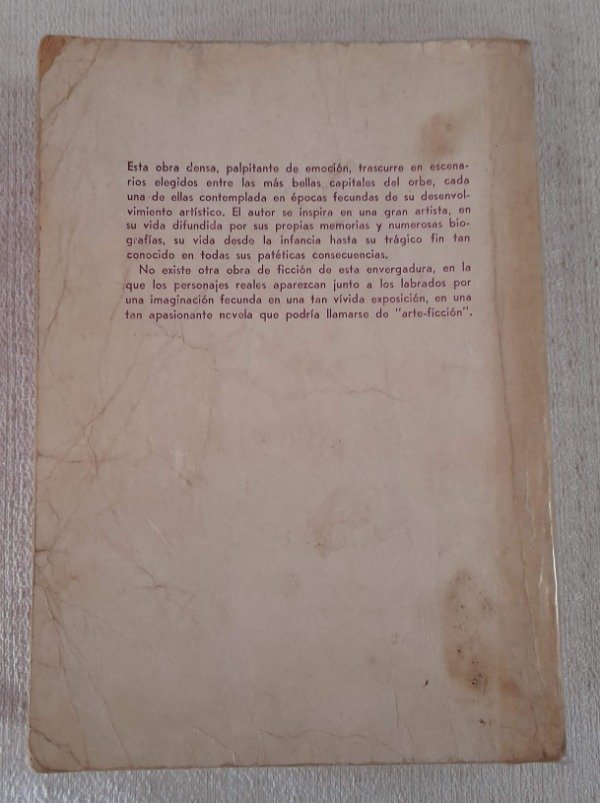 Esta obra densa, palpitante de emoción, trascurre en escena-
rios elegidos entre las más bellas capitalos del orbe, cada
una de ellas contemplada en épocas fecundas de su desenvol-
vimiento artístico. El autor se inspira en una gran artista, en
su vida difundida por sus propias memorias y numerosas bio-
grafías, su vida desde la infancia hasta su trágico fin tan
conocido en todas sus patéticas consecuencias.
No existe otra obra de ficción de esta envergadura, en la
que los personajes reales aparezcan junto a los labrados por
una imaginación fecunda en una tan vívida exposición, en una
tan apasionante novela que podría llamarse de "arte-ficción".